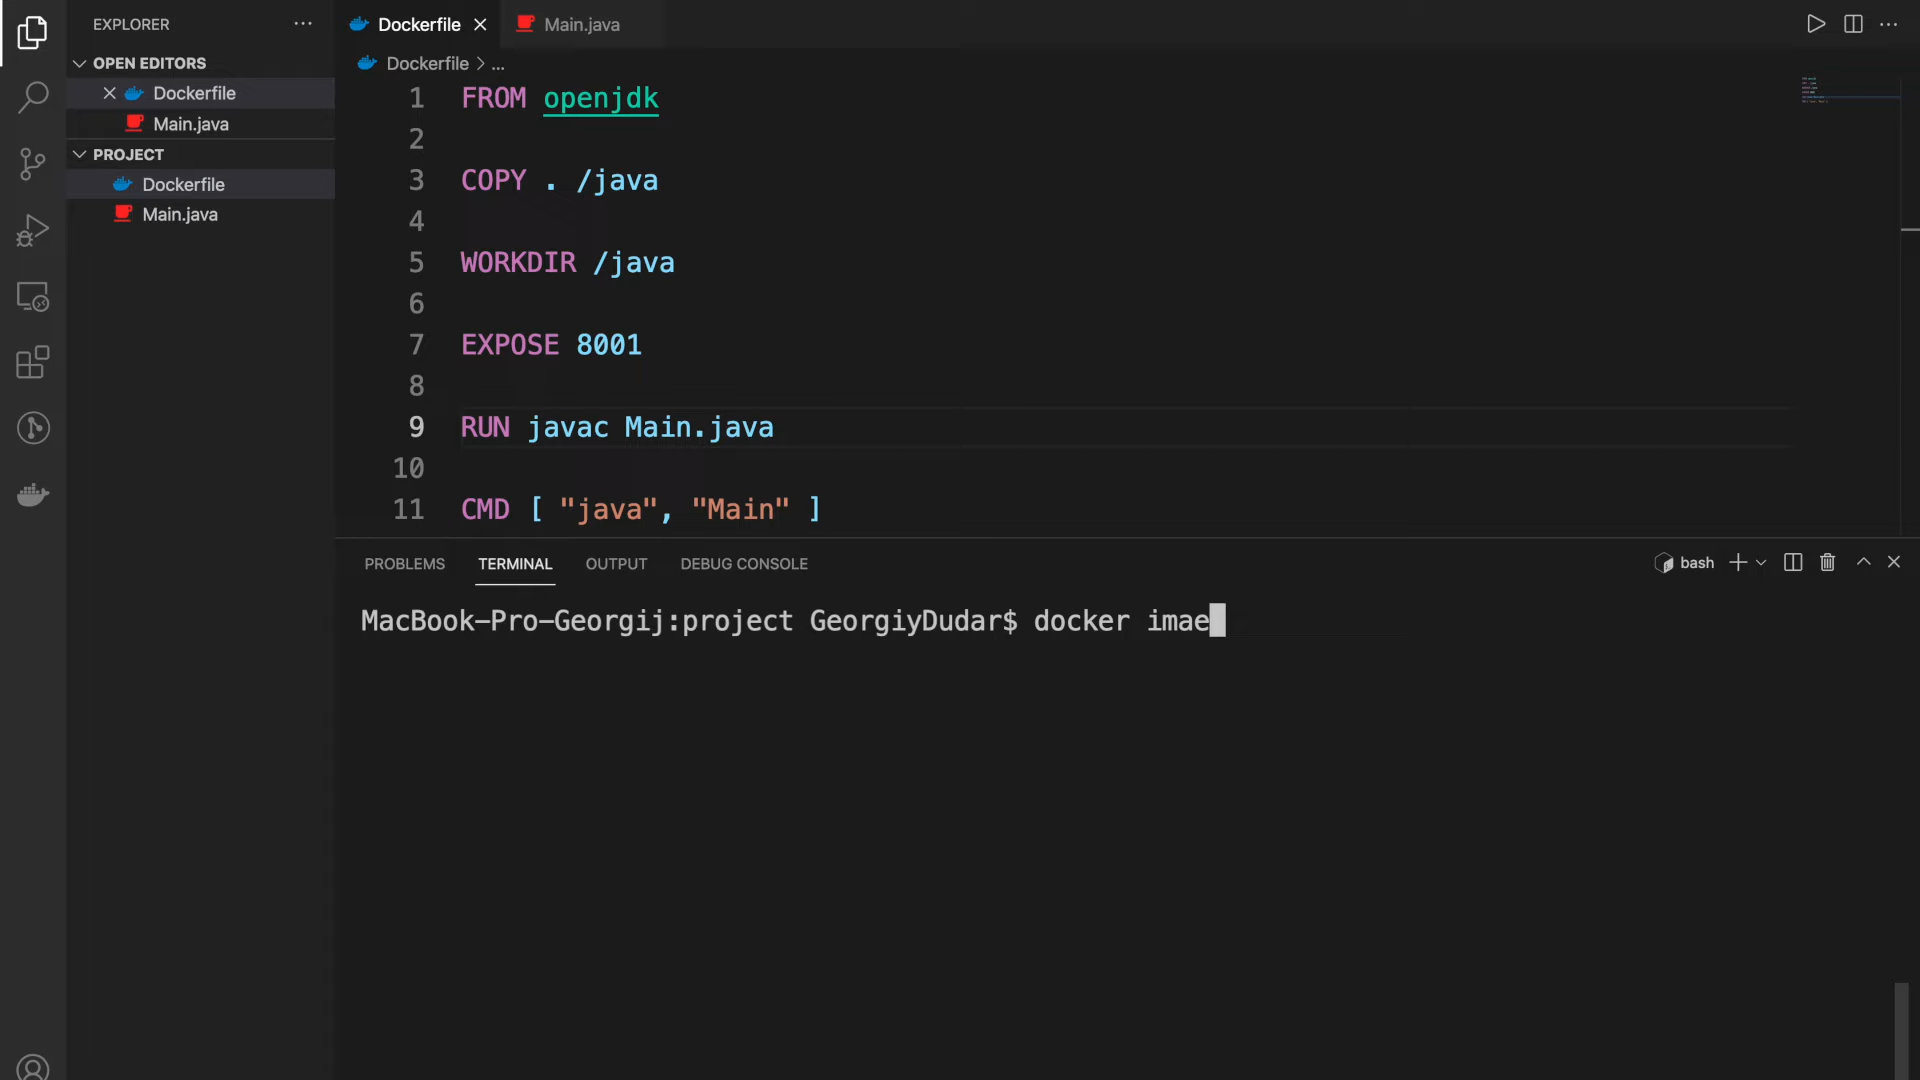 EXPLORER
OPEN EDITORS
Dockerfile
Main.java
PROJECT
Dockerfile
Main.java
Dockerfile
Main.java
Dockerfile > ...
1 FROM openjdk
2
3 COPY . /java
4
5 WORKDIR /java
6
7 EXPOSE 8001
8
9 RUN javac Main.java
10
11 CMD [ "java", "Main" ]
PROBLEMS TERMINAL OUTPUT DEBUG CONSOLE
bash
MacBook-Pro-Georgij:project GeorgiyDudar$ docker imae